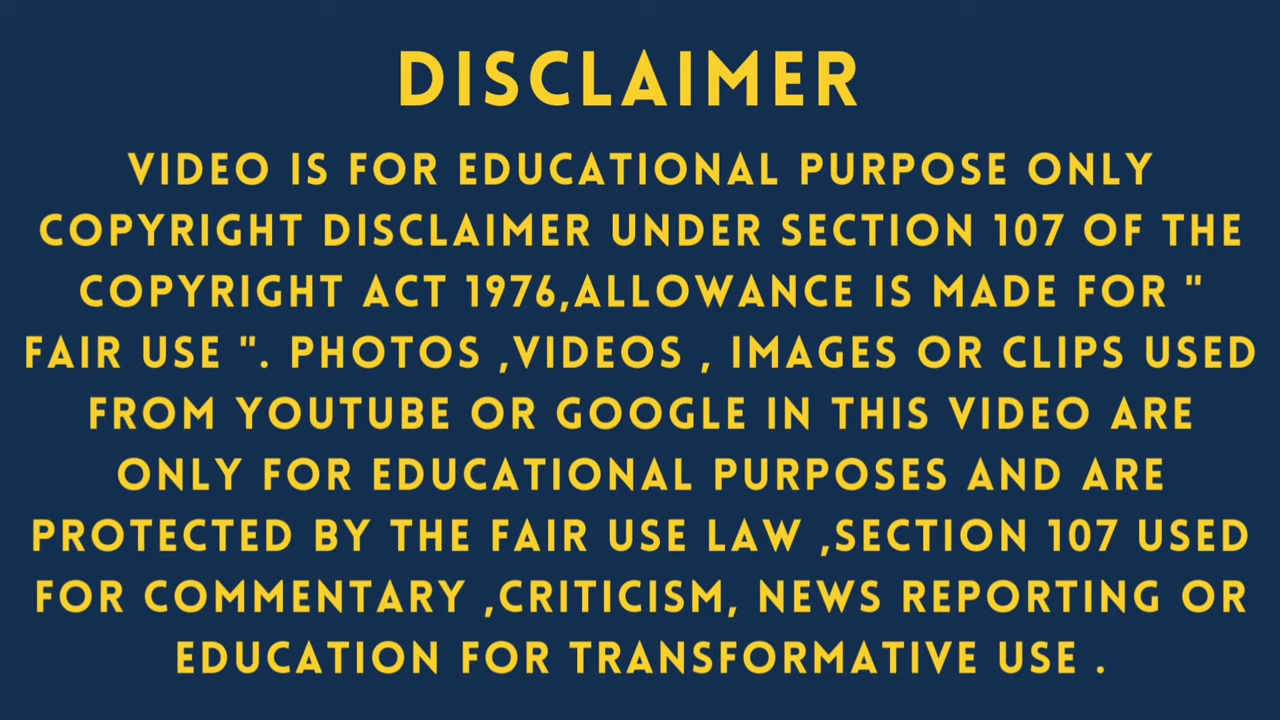 DISCLAIMER
VIDEO IS FOR EDUCATIONAL PURPOSE ONLY
COPYRIGHT DISCLAIMER UNDER SECTION 107 OF THE
COPYRIGHT ACT 1976,ALLOWANCE IS MADE FOR "
FAIR USE ". PHOTOS ,VIDEOS , IMAGES OR CLIPS USED
FROM YOUTUBE OR GOOGLE IN THIS VIDEO ARE
ONLY FOR EDUCATIONAL PURPOSES AND ARE
PROTECTED BY THE FAIR USE LAW ,SECTION 107 USED
FOR COMMENTARY ,CRITICISM, NEWS REPORTING OR
EDUCATION FOR TRANSFORMATIVE USE .